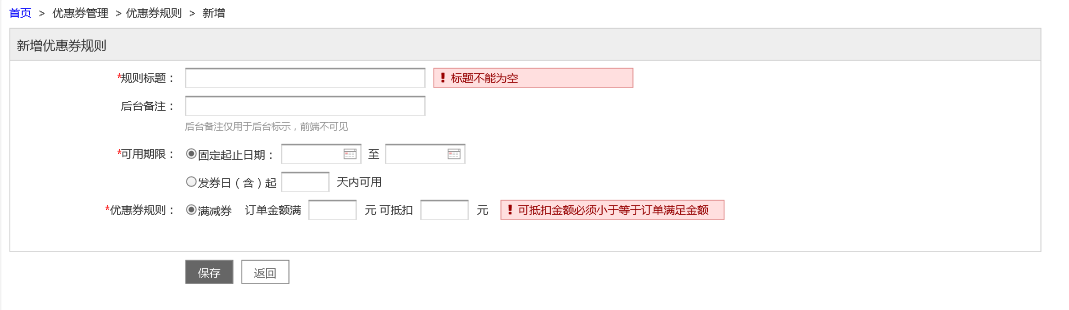 首页 > 优惠券管理 > 优惠券规则 > 新增
新增优惠券规则
*规则标题： ! 标题不能为空
后台备注：
后台备注仅用于后台标示，前端不可见
*可用期限： 固定起止日期： 至
发券日（含）起 天内可用
*优惠券规则： 满减券 订单金额满 元 可抵扣 元 ! 可抵扣金额必须小于等于订单满足金额
保存 返回